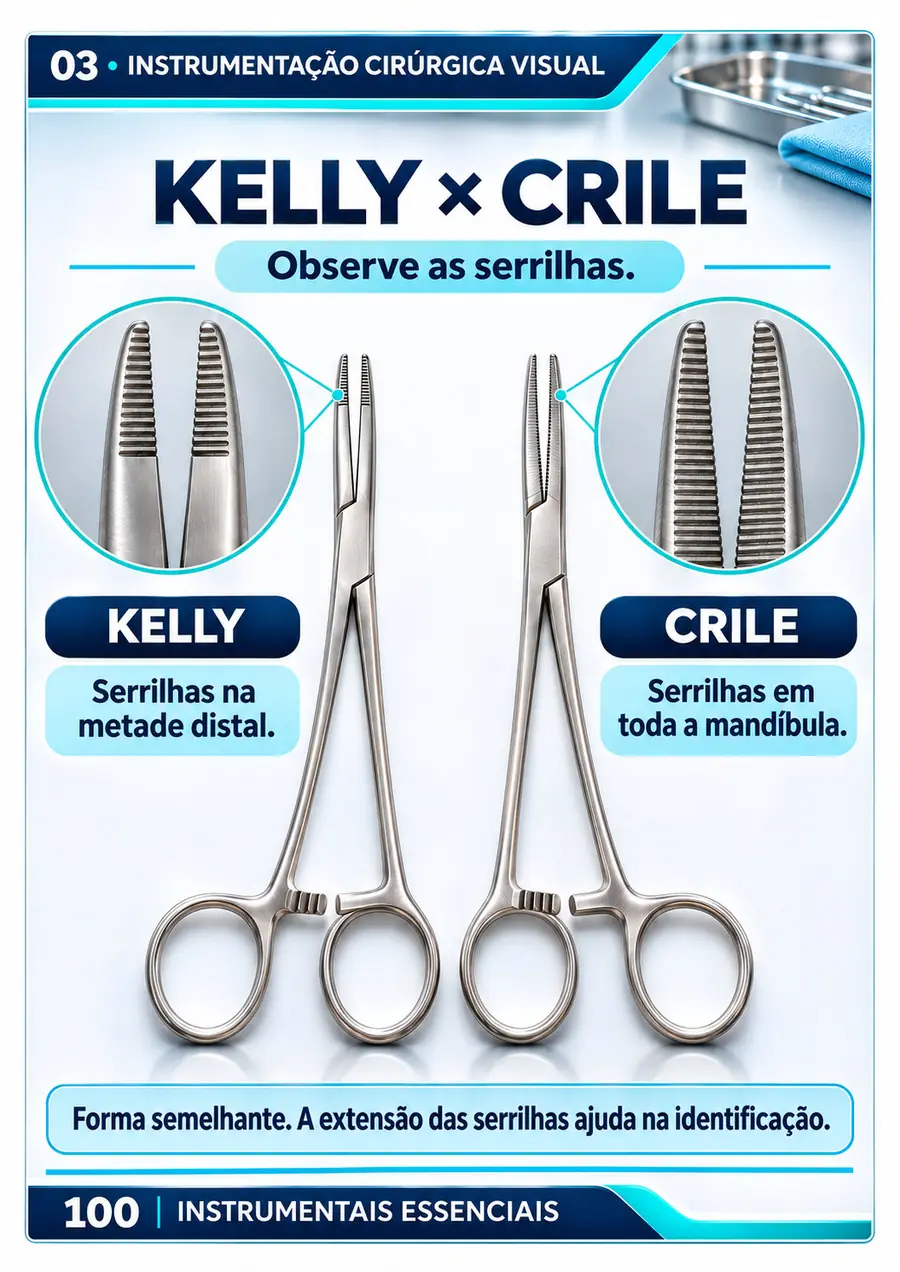 03 • INSTRUMENTAÇÃO CIRÚRGICA VISUAL
KELLY × CRILE
Observe as serrilhas.
KELLY
Serrilhas na
metade distal.
CRILE
Serrilhas em
toda a mandíbula.
Forma semelhante. A extensão das serrilhas ajuda na identificação.
100 | INSTRUMENTAIS ESSENCIAIS